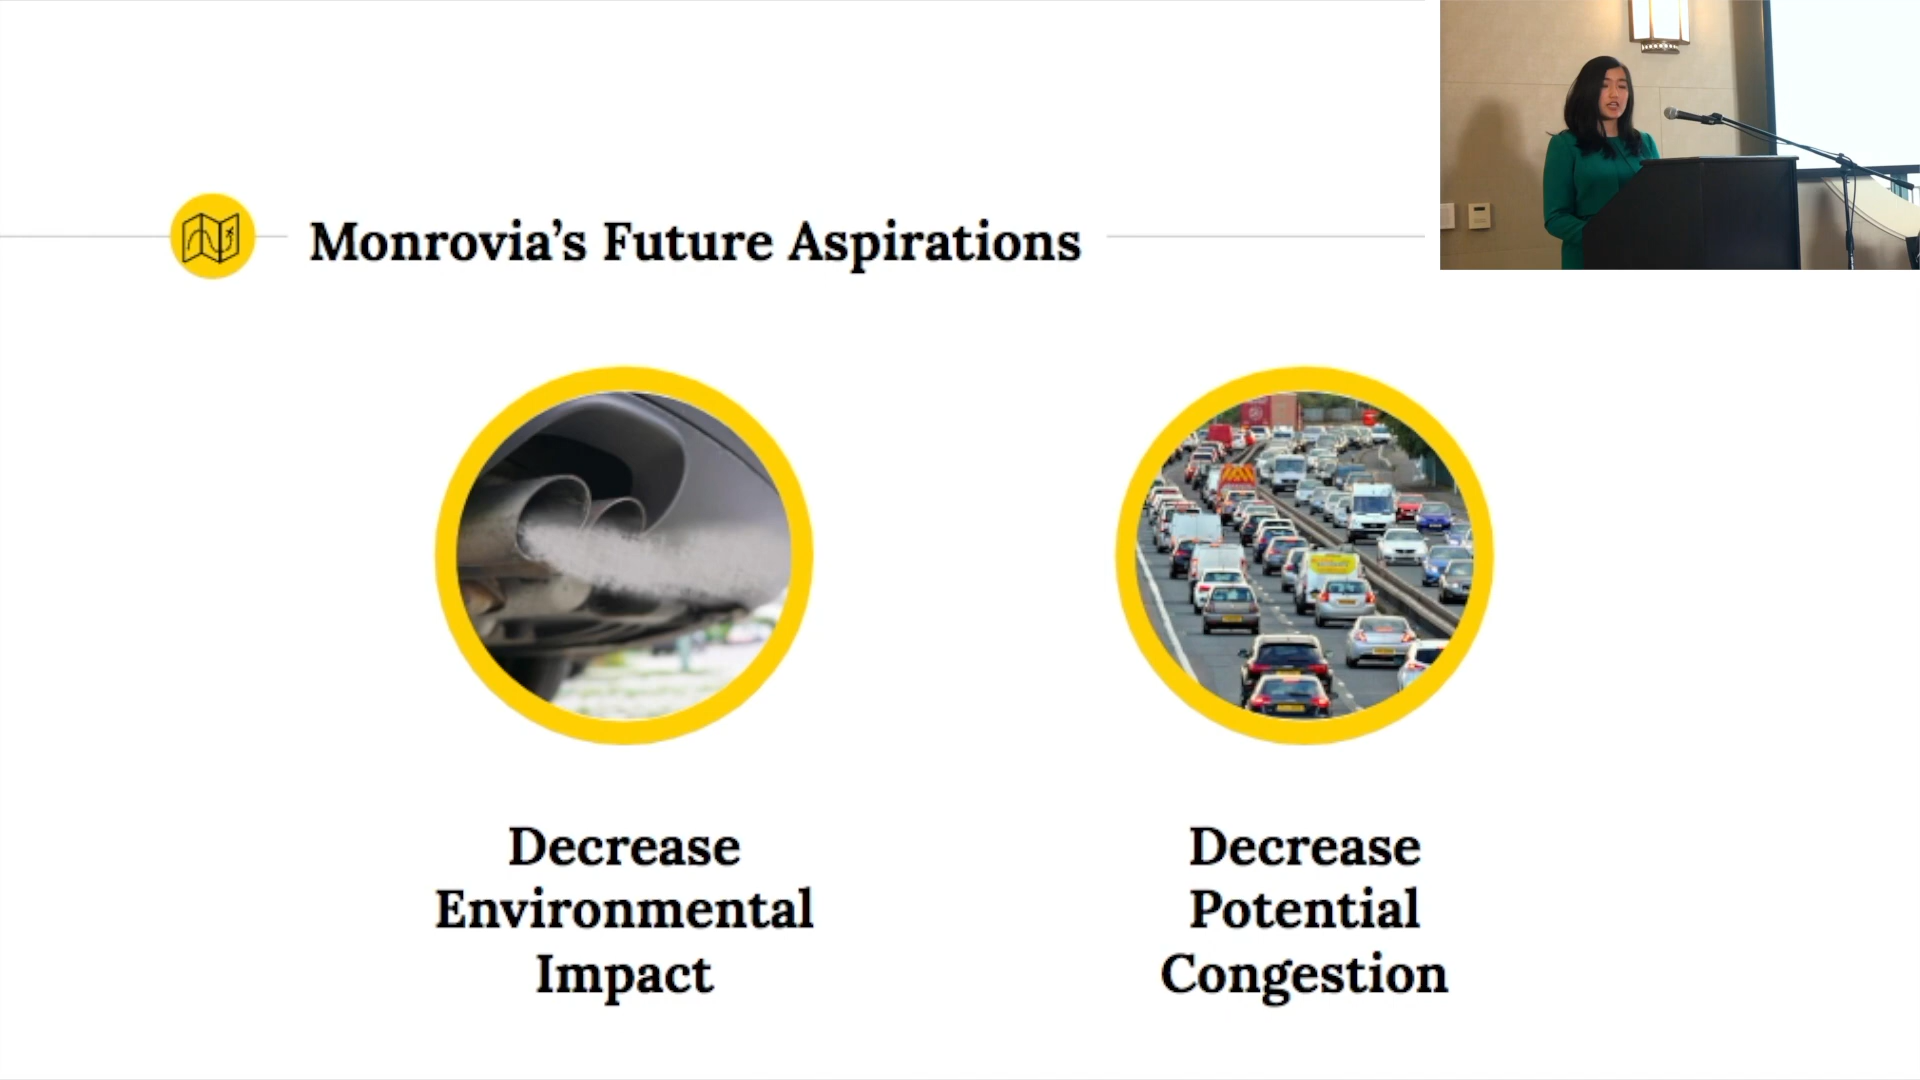 Monrovia’s Future Aspirations
Decrease
Environmental
Impact
Decrease
Potential
Congestion